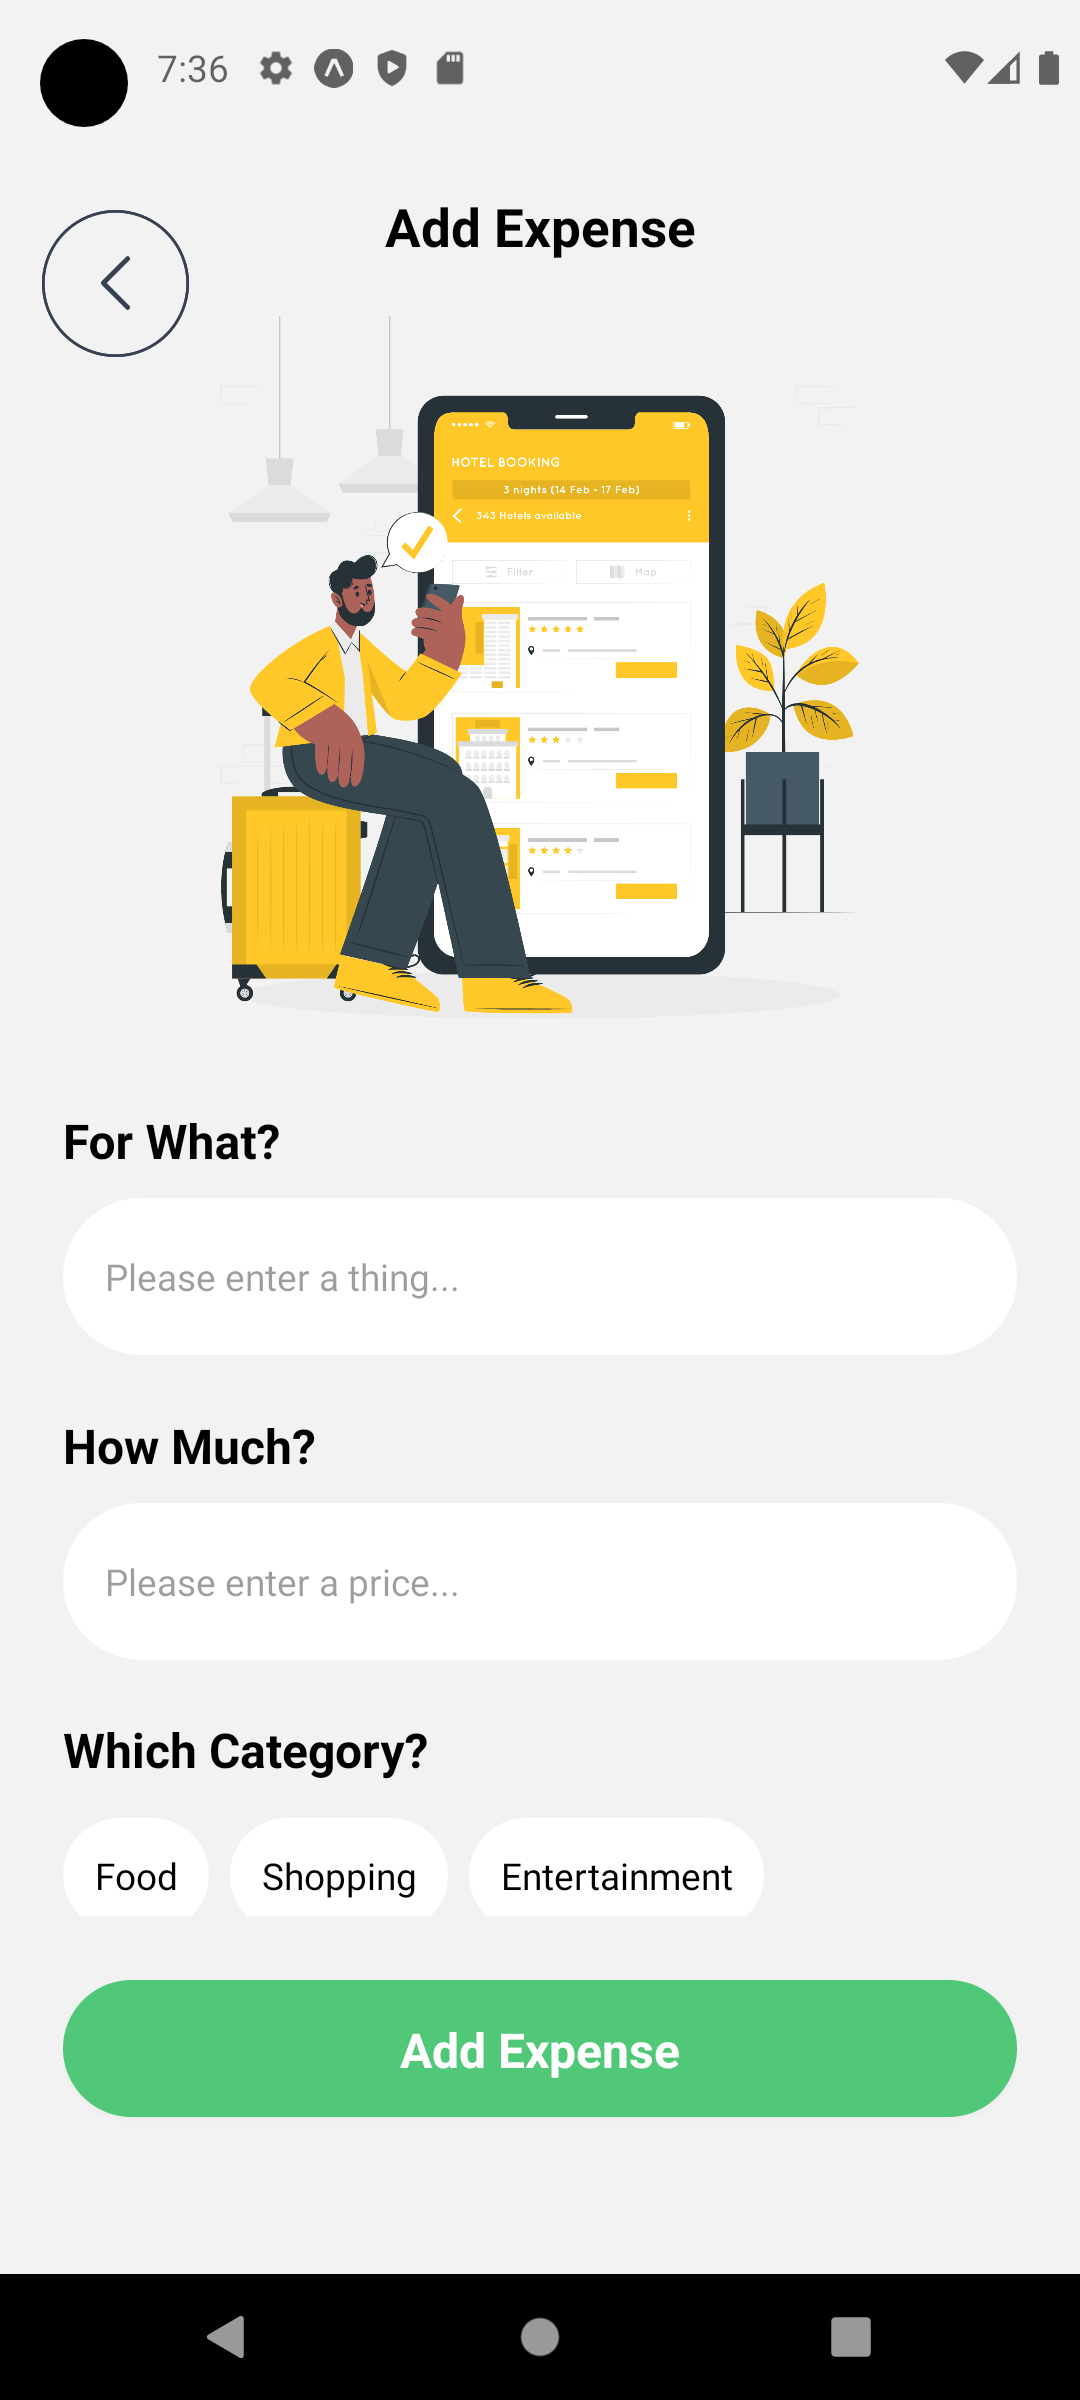 7:36
Add Expense
HOTEL BOOKING
3 nights (14 Feb - 17 Feb)
343 Hotels available
Filter
Map
For What?
Please enter a thing...
How Much?
Please enter a price...
Which Category?
Food
Shopping
Entertainment
Add Expense